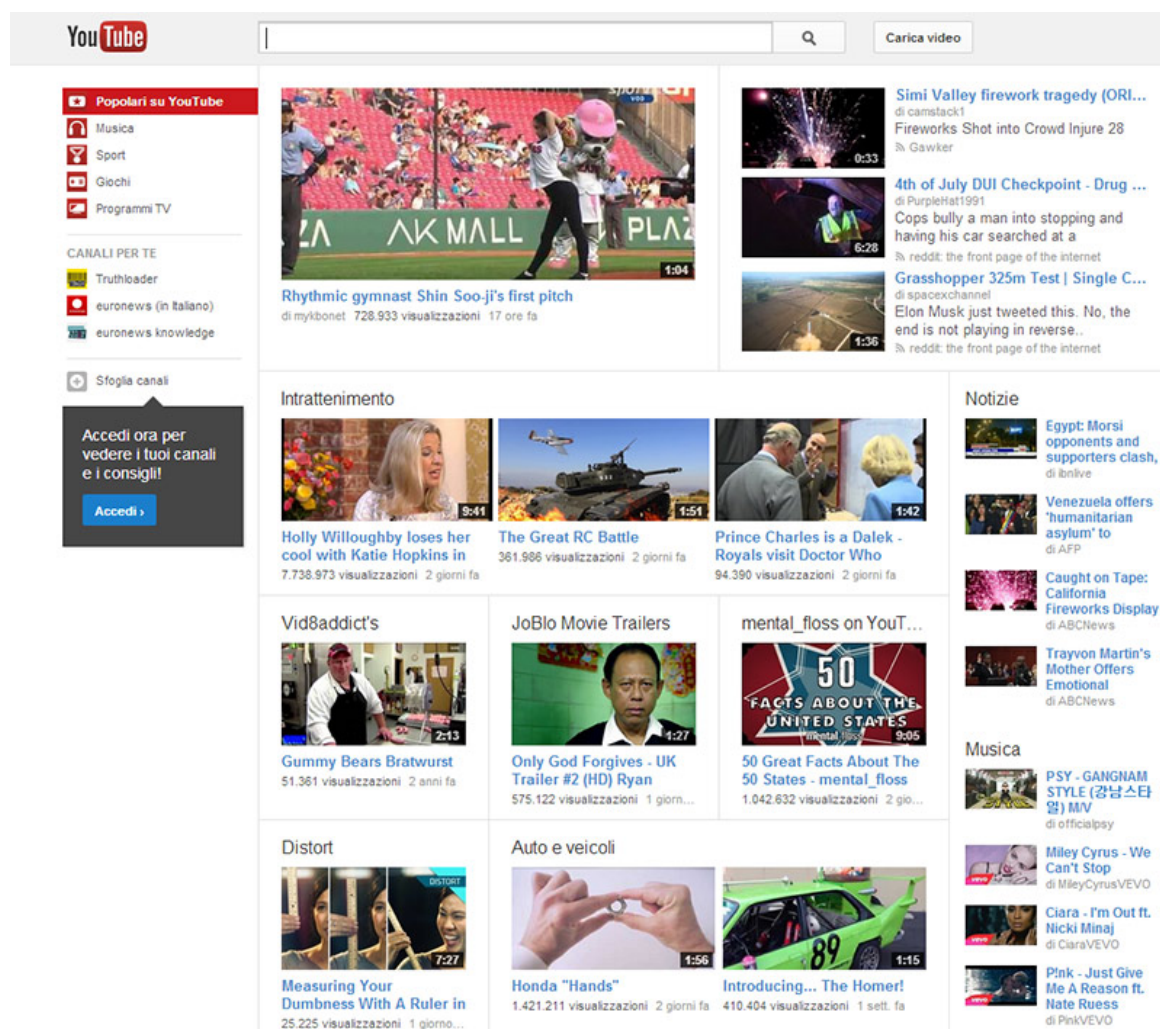 YouTube
Carica video
Popolari su YouTube
Musica
Sport
Giochi
Programmi TV
CANALI PER TE
Truthloader
euronews (in Italiano)
euronews knowledge
Sfoglia canali
Accedi ora per
vedere i tuoi canali
e i consigli!
Accedi ›
AK MALL PLAZ
1:04
Rhythmic gymnast Shin Soo-ji's first pitch
di mykbonet 728.933 visualizzazioni 17 ore fa
0:33
Simi Valley firework tragedy (ORI...
di camstack1
Fireworks Shot into Crowd Injure 28
Gawker
6:28
4th of July DUI Checkpoint - Drug ...
di PurpleHat1991
Cops bully a man into stopping and
having his car searched at a
reddit: the front page of the internet
1:36
Grasshopper 325m Test | Single C...
di spacexchannel
Elon Musk just tweeted this. No, the
end is not playing in reverse..
reddit: the front page of the internet
Intrattenimento
9:41
Holly Willoughby loses her
cool with Katie Hopkins in
7.738.973 visualizzazioni 2 giorni fa
1:51
The Great RC Battle
361.986 visualizzazioni 2 giorni fa
1:42
Prince Charles is a Dalek -
Royals visit Doctor Who
94.390 visualizzazioni 2 giorni fa
Vid8addict's
2:13
Gummy Bears Bratwurst
51.361 visualizzazioni 2 anni fa
JoBlo Movie Trailers
1:27
Only God Forgives - UK
Trailer #2 (HD) Ryan
575.122 visualizzazioni 1 giorn...
mental_floss on YouT...
50
FACTS ABOUT THE
UNITED STATES
mental floss
9:05
50 Great Facts About The
50 States - mental_floss
1.042.632 visualizzazioni 2 gio...
Distort
DISTORT
7:27
Measuring Your
Dumbness With A Ruler in
25.225 visualizzazioni 1 giorno...
Auto e veicoli
1:56
Honda "Hands"
1.421.211 visualizzazioni 2 giorni fa
89
1:15
Introducing... The Homer!
410.404 visualizzazioni 1 sett. fa
Notizie
Egypt: Morsi
opponents and
supporters clash,
di ibnlive
Venezuela offers
'humanitarian
asylum' to
di AFP
Caught on Tape:
California
Fireworks Display
di ABCNews
Trayvon Martin's
Mother Offers
Emotional
di ABCNews
Musica
PSY - GANGNAM
STYLE (강남스타
일) M/V
di officialpsy
vevo
Miley Cyrus - We
Can't Stop
di MileyCyrusVEVO
vevo
Ciara - I'm Out ft.
Nicki Minaj
di CiaraVEVO
vevo
P!nk - Just Give
Me A Reason ft.
Nate Ruess
di PinkVEVO